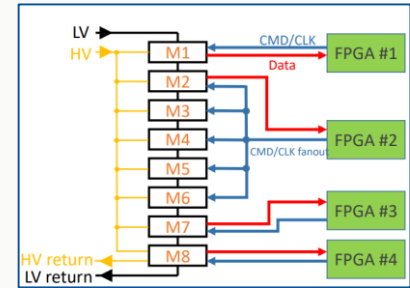 LV
HV
M1
M2
M3
M4
M5
M6
M7
M8
HV return
LV return
CMD/CLK
Data
CMD/CLK fanout
FPGA #1
FPGA #2
FPGA #3
FPGA #4